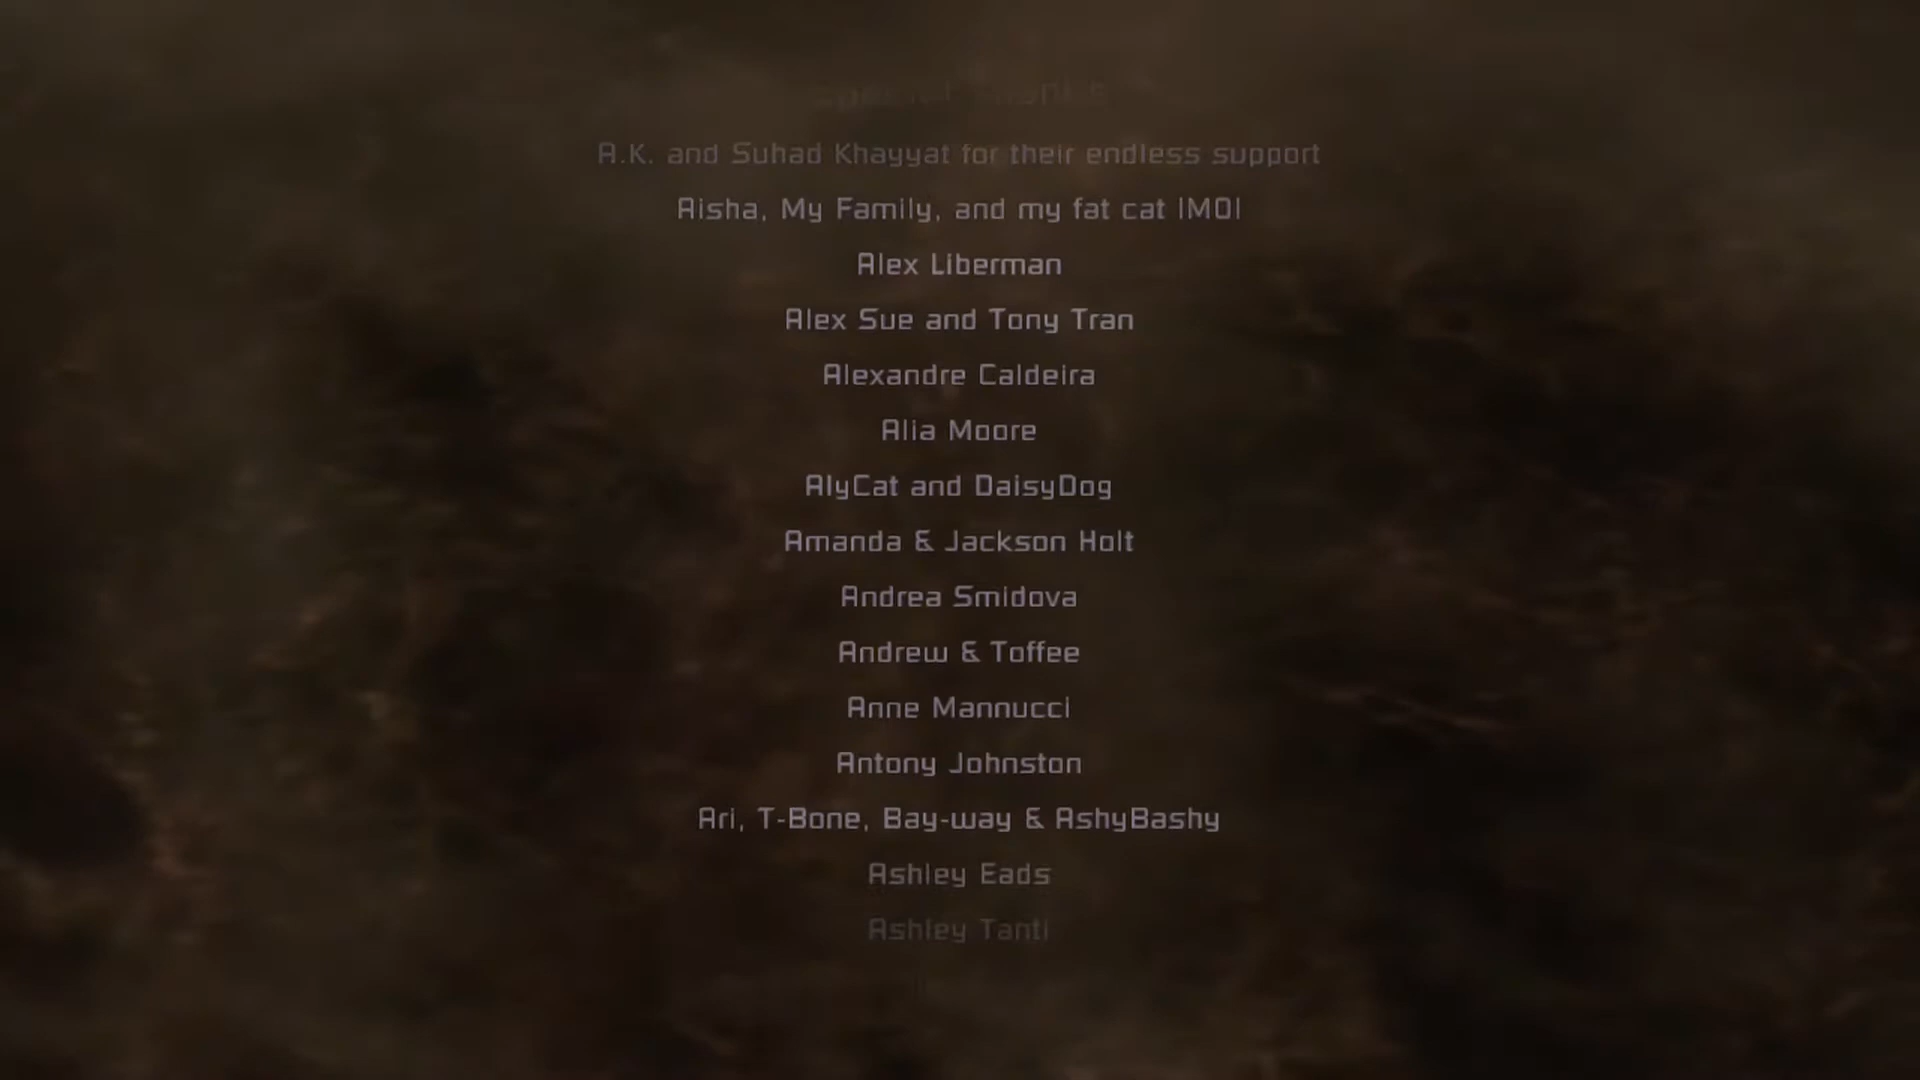 A.K. and Suhad Khayyat for their endless support
Aisha, My Family, and my fat cat IMOI
Alex Liberman
Alex Sue and Tony Tran
Alexandre Caldeira
Alia Moore
AlyCat and DaisyDog
Amanda & Jackson Holt
Andrea Smidova
Andrew & Toffee
Anne Mannucci
Antony Johnston
Ari, T-Bone, Bay-way & AshyBashy
Ashley Eads
Ashley Tanti